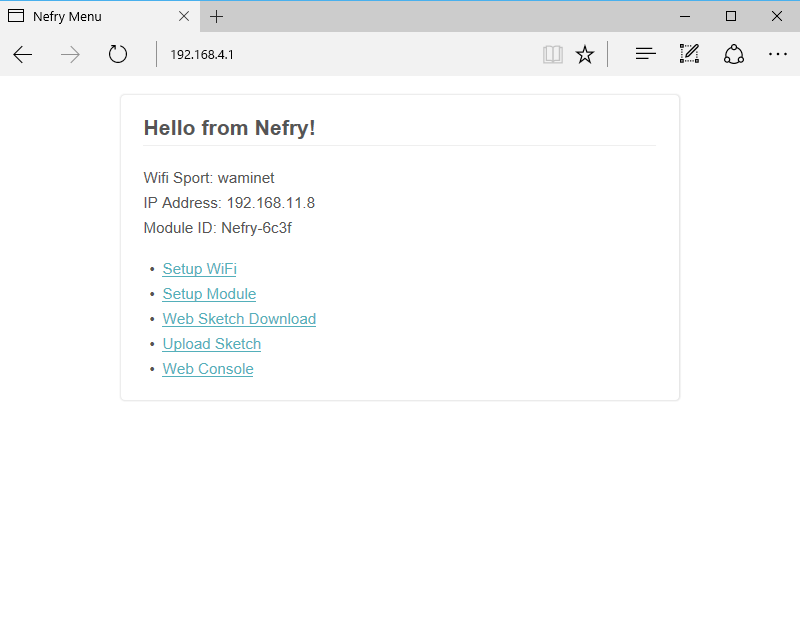 Nefry Menu
192.168.4.1
Hello from Nefry!
Wifi Sport: waminet
IP Address: 192.168.11.8
Module ID: Nefry-6c3f
• Setup WiFi
• Setup Module
• Web Sketch Download
• Upload Sketch
• Web Console